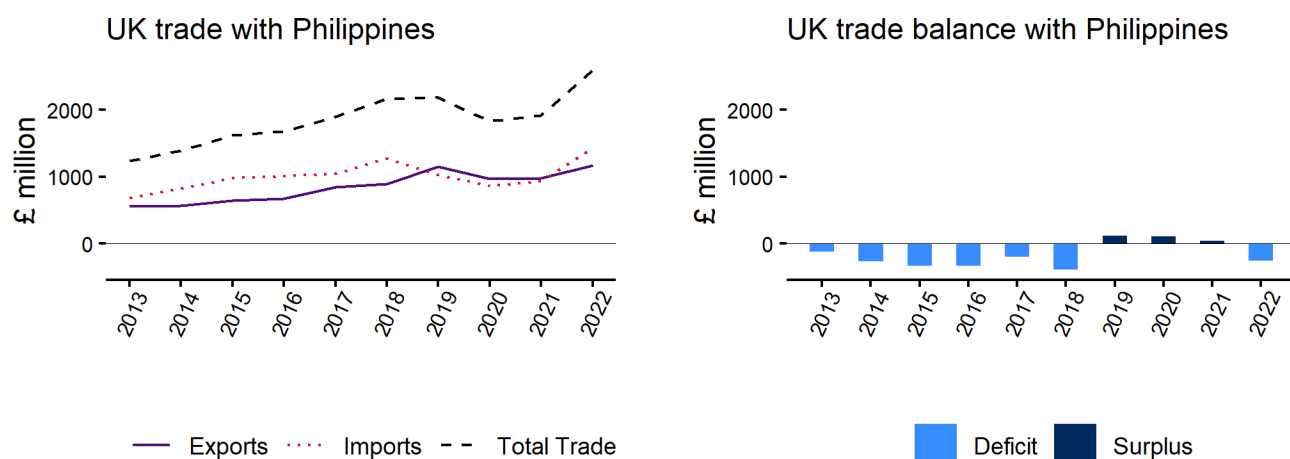 UK trade with Philippines
£ million
2000
1000
0
2013 2014 2015 2016 2017 2018 2019 2020 2021 2022
Exports Imports Total Trade
UK trade balance with Philippines
£ million
2000
1000
0
2013 2014 2015 2016 2017 2018 2019 2020 2021 2022
Deficit Surplus